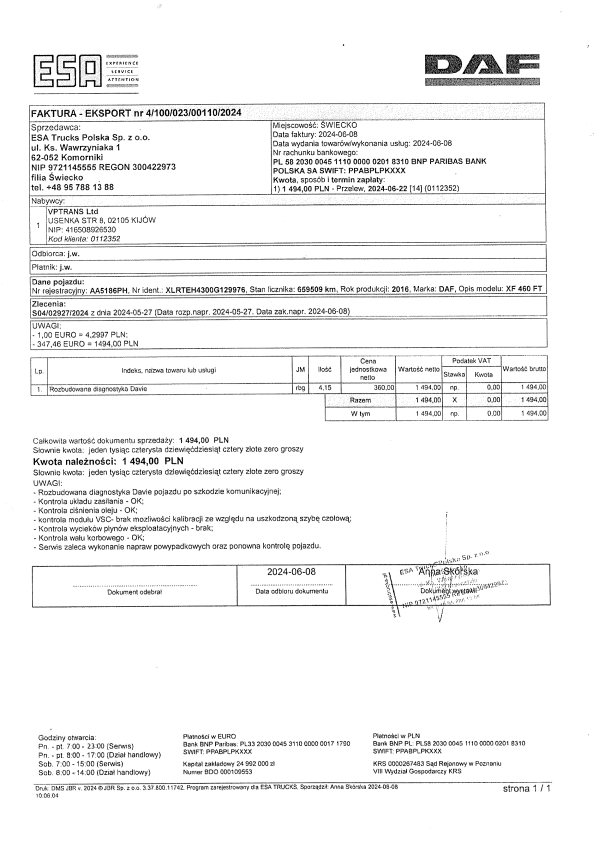 ESA EXPERIENCE SERVICE ATTENTION
DAF
FAKTURA - EKSPORT nr 4/100/023/00110/2024
Sprzedawca:
ESA Trucks Polska Sp. z o.o.
ul. Ks. Wawrzyniaka 1
62-052 Komorniki
NIP 9721145555 REGON 300422973
filia Świecko
tel. +48 95 788 13 88
Miejscowość: ŚWIECKO
Data faktury: 2024-06-08
Data wydania towarów/wykonania usług: 2024-06-08
Nr rachunku bankowego:
PL 58 2030 0045 1110 0000 0201 8310 BNP PARIBAS BANK
POLSKA SA SWIFT: PPABPLPKXXX
Kwota, sposób i termin zapłaty:
1) 1 494,00 PLN - Przelew, 2024-06-22 [14] (0112352)
Nabywcy:
1 VPTRANS Ltd
USENKA STR 8, 02105 KIJÓW
NIP: 416508926530
Kod klienta: 0112352
Odbiorca: j.w.
Płatnik: j.w.
Dane pojazdu:
Nr rejestracyjny: AA5186PH, Nr ident.: XLRTEH4300G129976, Stan licznika: 659509 km, Rok produkcji: 2016, Marka: DAF, Opis modelu: XF 460 FT
Zlecenia:
S04/02927/2024 z dnia 2024-05-27 (Data rozp.napr. 2024-05-27. Data zak.napr. 2024-06-08)
UWAGI:
- 1,00 EURO = 4,2997 PLN;
- 347,46 EURO = 1494,00 PLN;
Lp. Indeks, nazwa towaru lub usługi JM Ilość Cena jednostkowa netto Wartość netto Podatek VAT Stawka Kwota Wartość brutto
1. Rozbudowana diagnostyka Davie rbg 4,15 360,00 1 494,00 np. 0,00 1 494,00
Razem 1 494,00 X 0,00 1 494,00
W tym 1 494,00 np. 0,00 1 494,00
Całkowita wartość dokumentu sprzedaży: 1 494,00 PLN
Słownie kwota: jeden tysiąc czterysta dziewięćdziesiąt cztery złote zero groszy
Kwota należności: 1 494,00 PLN
Słownie kwota: jeden tysiąc czterysta dziewięćdziesiąt cztery złote zero groszy
UWAGI:
- Rozbudowana diagnostyka Davie pojazdu po szkodzie komunikacyjnej;
- Kontrola układu zasilania - OK;
- Kontrola ciśnienia oleju - OK;
- kontrola modułu VSC- brak możliwości kalibracji ze względu na uszkodzoną szybę czołową;
- Kontrola wycieków płynów eksploatacyjnych - brak;
- Kontrola wału korbowego - OK;
- Serwis zaleca wykonanie napraw powypadkowych oraz ponowna kontrolę pojazdu.
2024-06-08
Anna Skórska
Dokument odebrał
Data odbioru dokumentu
Dokument wystawił
Godziny otwarcia:
Pn. - pt. 7:00 - 23:00 (Serwis)
Pn. - pt. 8:00 - 17:00 (Dział handlowy)
Sob. 7:00 - 15:00 (Serwis)
Sob. 8:00 - 14:00 (Dział handlowy)
Płatności w EURO
Bank BNP Paribas: PL33 2030 0045 3110 0000 0017 1790
SWIFT: PPABPLPKXXX
Kapitał zakładowy 24 992 000 zł
Numer BDO 000109553
Płatności w PLN
Bank BNP PL: PL58 2030 0045 1110 0000 0201 8310
SWIFT: PPABPLPKXXX
KRS 0000267483 Sąd Rejonowy w Poznaniu
VIII Wydział Gospodarczy KRS
Druk: DMS JBR v. 2024 © JBR Sp. z o.o. 3.37.800.11742, Program zarejestrowany dla ESA TRUCKS, Sporządził: Anna Skórska 2024-06-08
10:06:04
strona 1 / 1